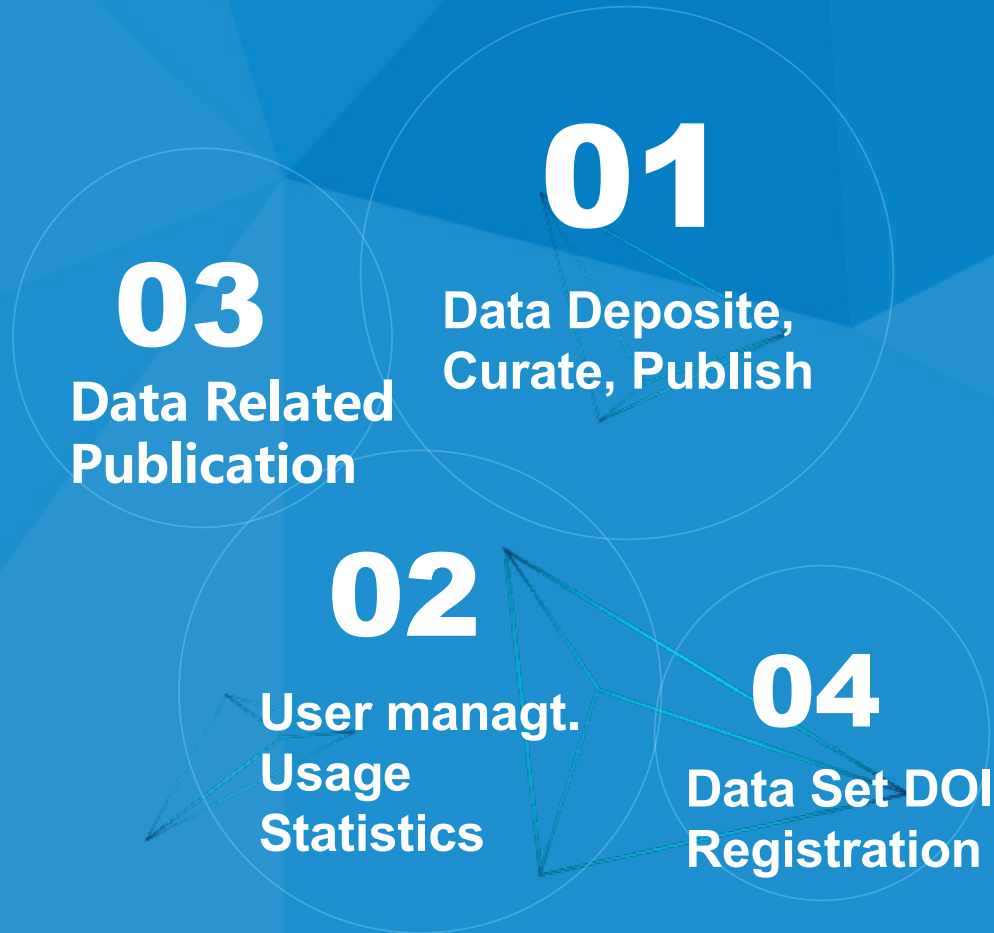 01
Data Deposite,
Curate, Publish
03
Data Related
Publication
02
User managt.
Usage
Statistics
04
Data Set DOI
Registration